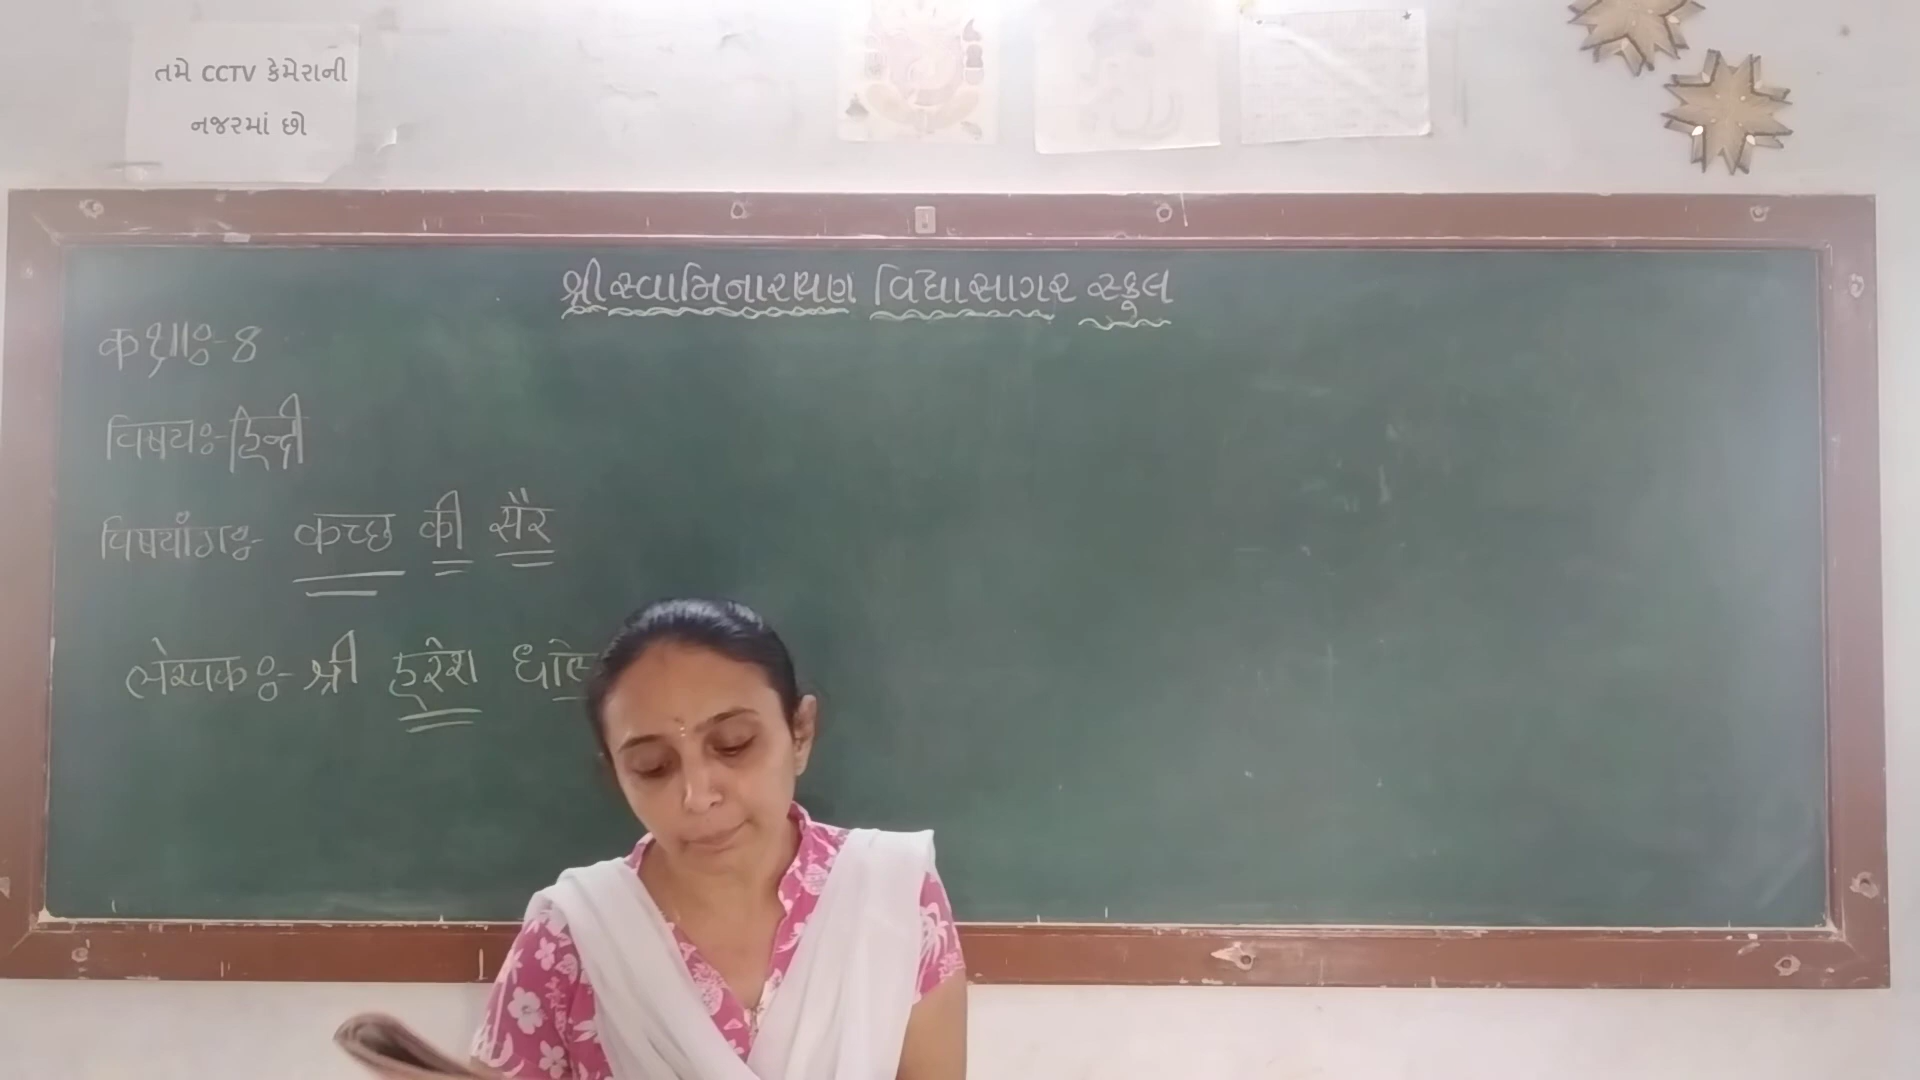 તમે CCTV કેમેરાની
નજરમાં છો
શ્રી સ્વામિનારાયણ વિદ્યાસાગર સ્કુલ
कक्षाः-8
विषयः-हिन्दी
विषयाँगः- कच्छ की सैर
लेखकः- श्री हरेश